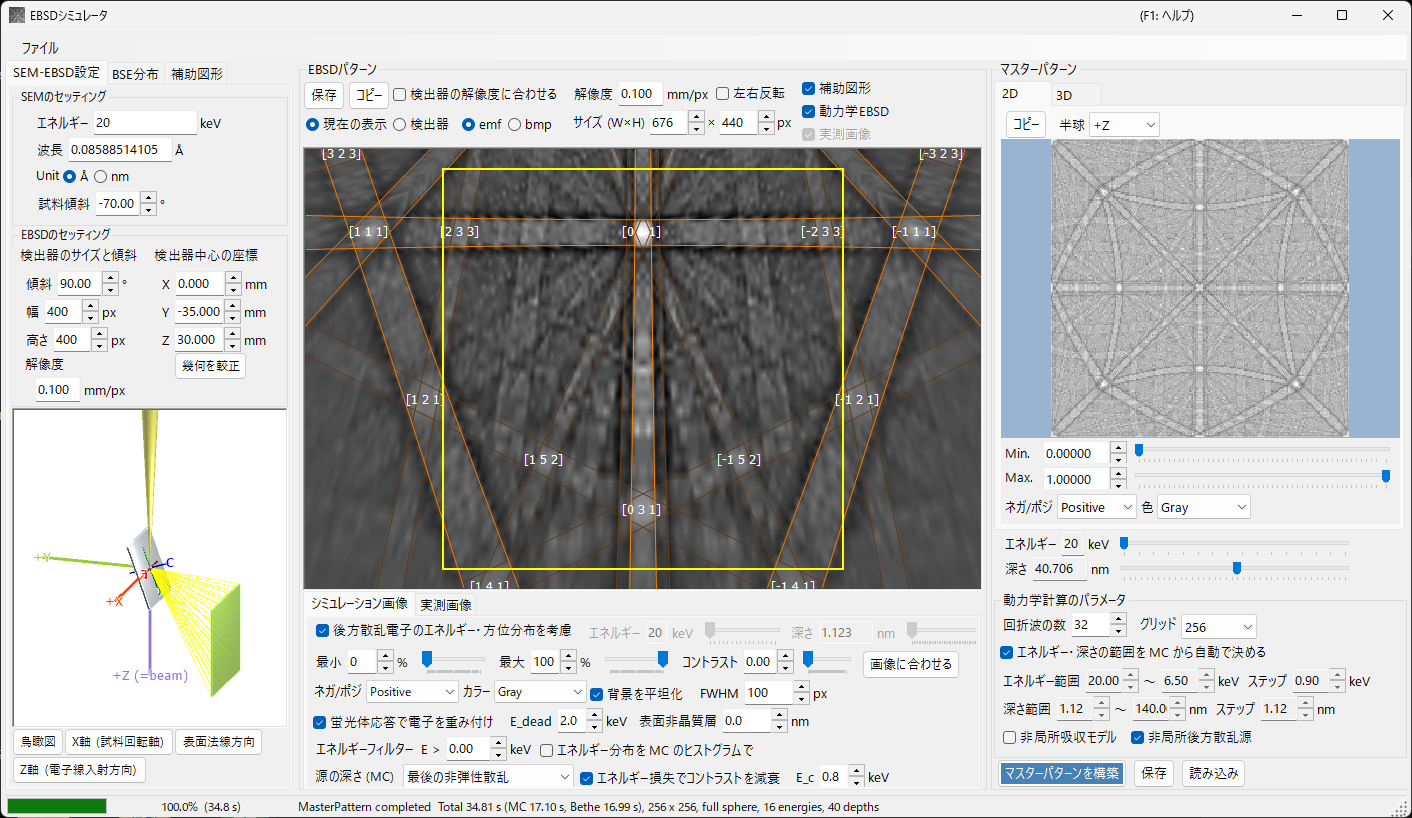 EBSDシミュレータ
(F1: ヘルプ)
ファイル
SEM-EBSD設定 BSE分布 補助図形
SEMのセッティング
エネルギー 20 keV
波長 0.08588514105 Å
Unit Å nm
試料傾斜 -70.00 °
EBSDのセッティング
検出器のサイズと傾斜 検出器中心の座標
傾斜 90.00 ° X 0.000 mm
幅 400 px Y -35.000 mm
高さ 400 px Z 30.000 mm
解像度 幾何を較正
0.100 mm/px
+Y
C
a
+X
+Z (=beam)
鳥瞰図 X軸 (試料回転軸) 表面法線方向
Z軸 (電子線入射方向)
EBSDパターン
保存 コピー 検出器の解像度に合わせる 解像度 0.100 mm/px 左右反転 補助図形
動力学EBSD
現在の表示 検出器 emf bmp サイズ (W×H) 676 × 440 px
実測画像
[3 2 3] [-3 2 3]
[1 1 1] [2 3 3] [-2 3 3] [-1 1 1]
[1 2 1] [-1 2 1]
[1 5 2] [-1 5 2]
[0 3 1]
[1 4 1] [-1 4 1]
シミュレーション画像 実測画像
後方散乱電子のエネルギー・方位分布を考慮 エネルギー 20 keV 深さ 1.123 nm
最小 0 % 最大 100 % コントラスト 0.00 画像に合わせる
ネガ/ポジ Positive カラー Gray 背景を平坦化 FWHM 100 px
蛍光体応答で電子を重み付け E_dead 2.0 keV 表面非晶質層 0.0 nm
エネルギーフィルター E > 0.00 keV エネルギー分布を MC のヒストグラムで
源の深さ (MC) 最後の非弾性散乱 エネルギー損失でコントラストを減衰 E_c 0.8 keV
マスターパターン
2D 3D
コピー 半球 +Z
Min. 0.00000
Max. 1.00000
ネガ/ポジ Positive 色 Gray
エネルギー 20 keV
深さ 40.706 nm
動力学計算のパラメータ
回折波の数 32 グリッド 256
エネルギー・深さの範囲を MC から自動で決める
エネルギー範囲 20.00 ～ 6.50 keV ステップ 0.90 keV
深さ範囲 1.12 ～ 140.0 nm ステップ 1.12 nm
非局所吸収モデル 非局所後方散乱源
マスターパターンを構築 保存 読み込み
100.0% (34.8 s) MasterPattern completed Total 34.81 s (MC 17.10 s, Bethe 16.99 s), 256 x 256, full sphere, 16 energies, 40 depths